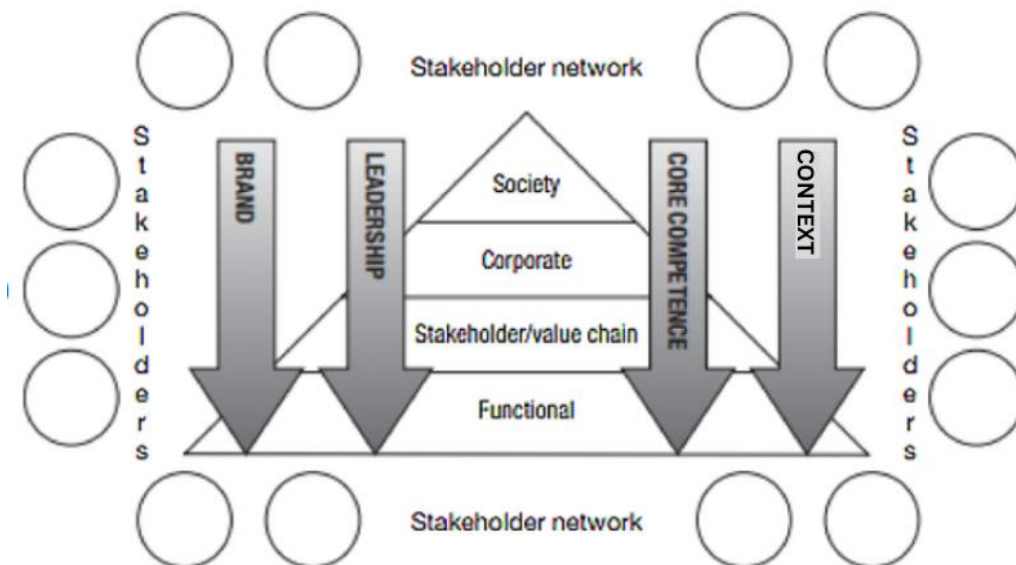 Stakeholder network
Stakeholders
BRAND
LEADERSHIP
Society
Corporate
Stakeholder/value chain
Functional
CORE COMPETENCE
CONTEXT
Stakeholders
Stakeholder network